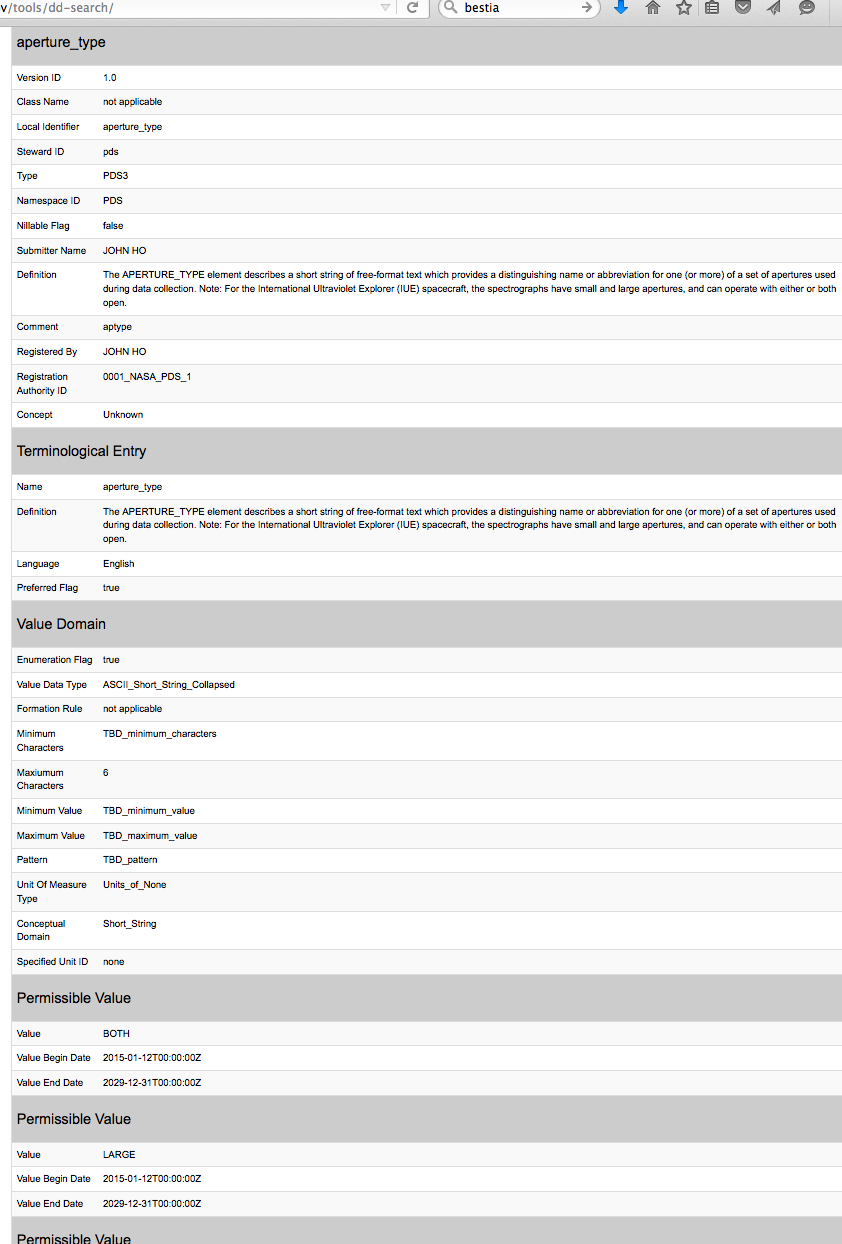 v/tools/dd-search/
bestia
aperture_type
Version ID 1.0
Class Name not applicable
Local Identifier aperture_type
Steward ID pds
Type PDS3
Namespace ID PDS
Nillable Flag false
Submitter Name JOHN HO
Definition The APERTURE_TYPE element describes a short string of free-format text which provides a distinguishing name or abbreviation for one (or more) of a set of apertures used
during data collection. Note: For the International Ultraviolet Explorer (IUE) spacecraft, the spectrographs have small and large apertures, and can operate with either or both
open.
Comment aptype
Registered By JOHN HO
Registration 0001_NASA_PDS_1
Authority ID
Concept Unknown
Terminological Entry
Name aperture_type
Definition The APERTURE_TYPE element describes a short string of free-format text which provides a distinguishing name or abbreviation for one (or more) of a set of apertures used
during data collection. Note: For the International Ultraviolet Explorer (IUE) spacecraft, the spectrographs have small and large apertures, and can operate with either or both
open.
Language English
Preferred Flag true
Value Domain
Enumeration Flag true
Value Data Type ASCII_Short_String_Collapsed
Formation Rule not applicable
Minimum TBD_minimum_characters
Characters
Maxiumum 6
Characters
Minimum Value TBD_minimum_value
Maximum Value TBD_maximum_value
Pattern TBD_pattern
Unit Of Measure Units_of_None
Type
Conceptual Short_String
Domain
Specified Unit ID none
Permissible Value
Value BOTH
Value Begin Date 2015-01-12T00:00:00Z
Value End Date 2029-12-31T00:00:00Z
Permissible Value
Value LARGE
Value Begin Date 2015-01-12T00:00:00Z
Value End Date 2029-12-31T00:00:00Z
Permissible Value